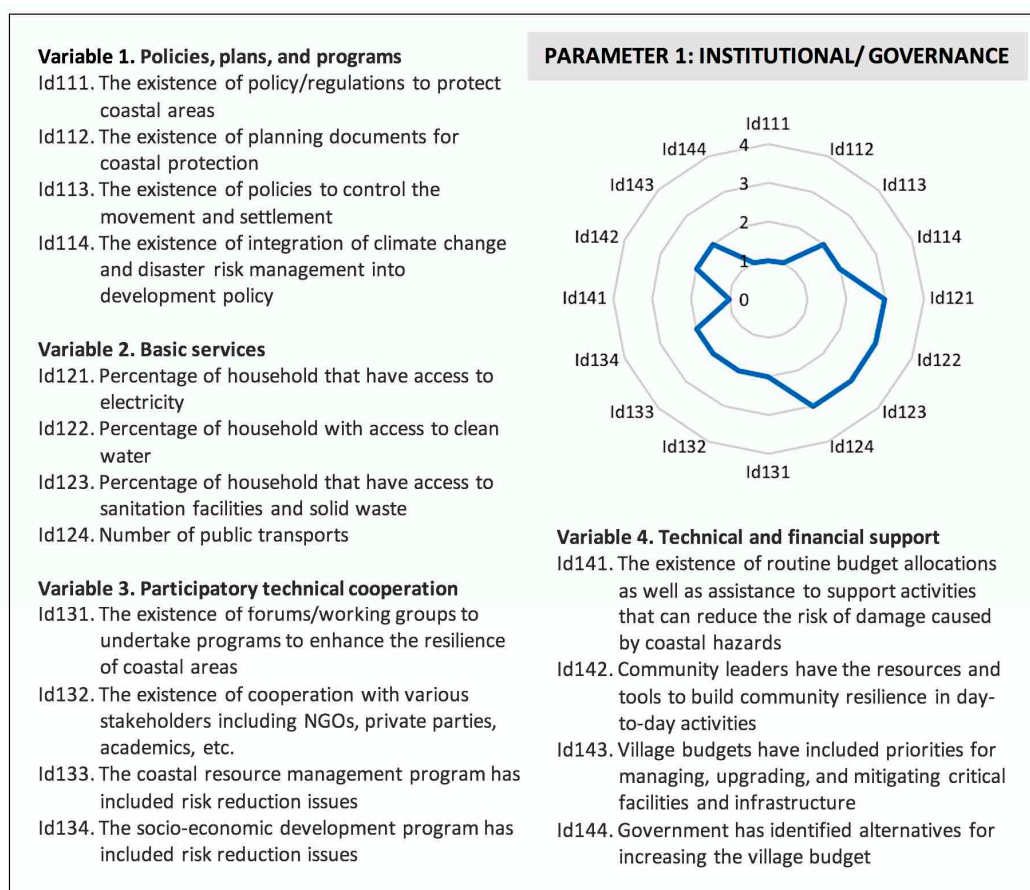 Variable 1. Policies, plans, and programs
Id111. The existence of policy/regulations to protect
coastal areas
Id112. The existence of planning documents for
coastal protection
Id113. The existence of policies to control the
movement and settlement
Id114. The existence of integration of climate change
and disaster risk management into
development policy
Variable 2. Basic services
Id121. Percentage of household that have access to
electricity
Id122. Percentage of household with access to clean
water
Id123. Percentage of household that have access to
sanitation facilities and solid waste
Id124. Number of public transports
Variable 3. Participatory technical cooperation
Id131. The existence of forums/working groups to
undertake programs to enhance the resilience
of coastal areas
Id132. The existence of cooperation with various
stakeholders including NGOs, private parties,
academics, etc.
Id133. The coastal resource management program has
included risk reduction issues
Id134. The socio-economic development program has
included risk reduction issues
PARAMETER 1: INSTITUTIONAL/ GOVERNANCE
Id111
Id144 4 Id112
Id143 3 Id113
2
Id142 Id114
1
Id141 0 Id121
Id134 Id122
Id133 Id123
Id132 Id124
Id131
Variable 4. Technical and financial support
Id141. The existence of routine budget allocations
as well as assistance to support activities
that can reduce the risk of damage caused
by coastal hazards
Id142. Community leaders have the resources and
tools to build community resilience in day-
to-day activities
Id143. Village budgets have included priorities for
managing, upgrading, and mitigating critical
facilities and infrastructure
Id144. Government has identified alternatives for
increasing the village budget